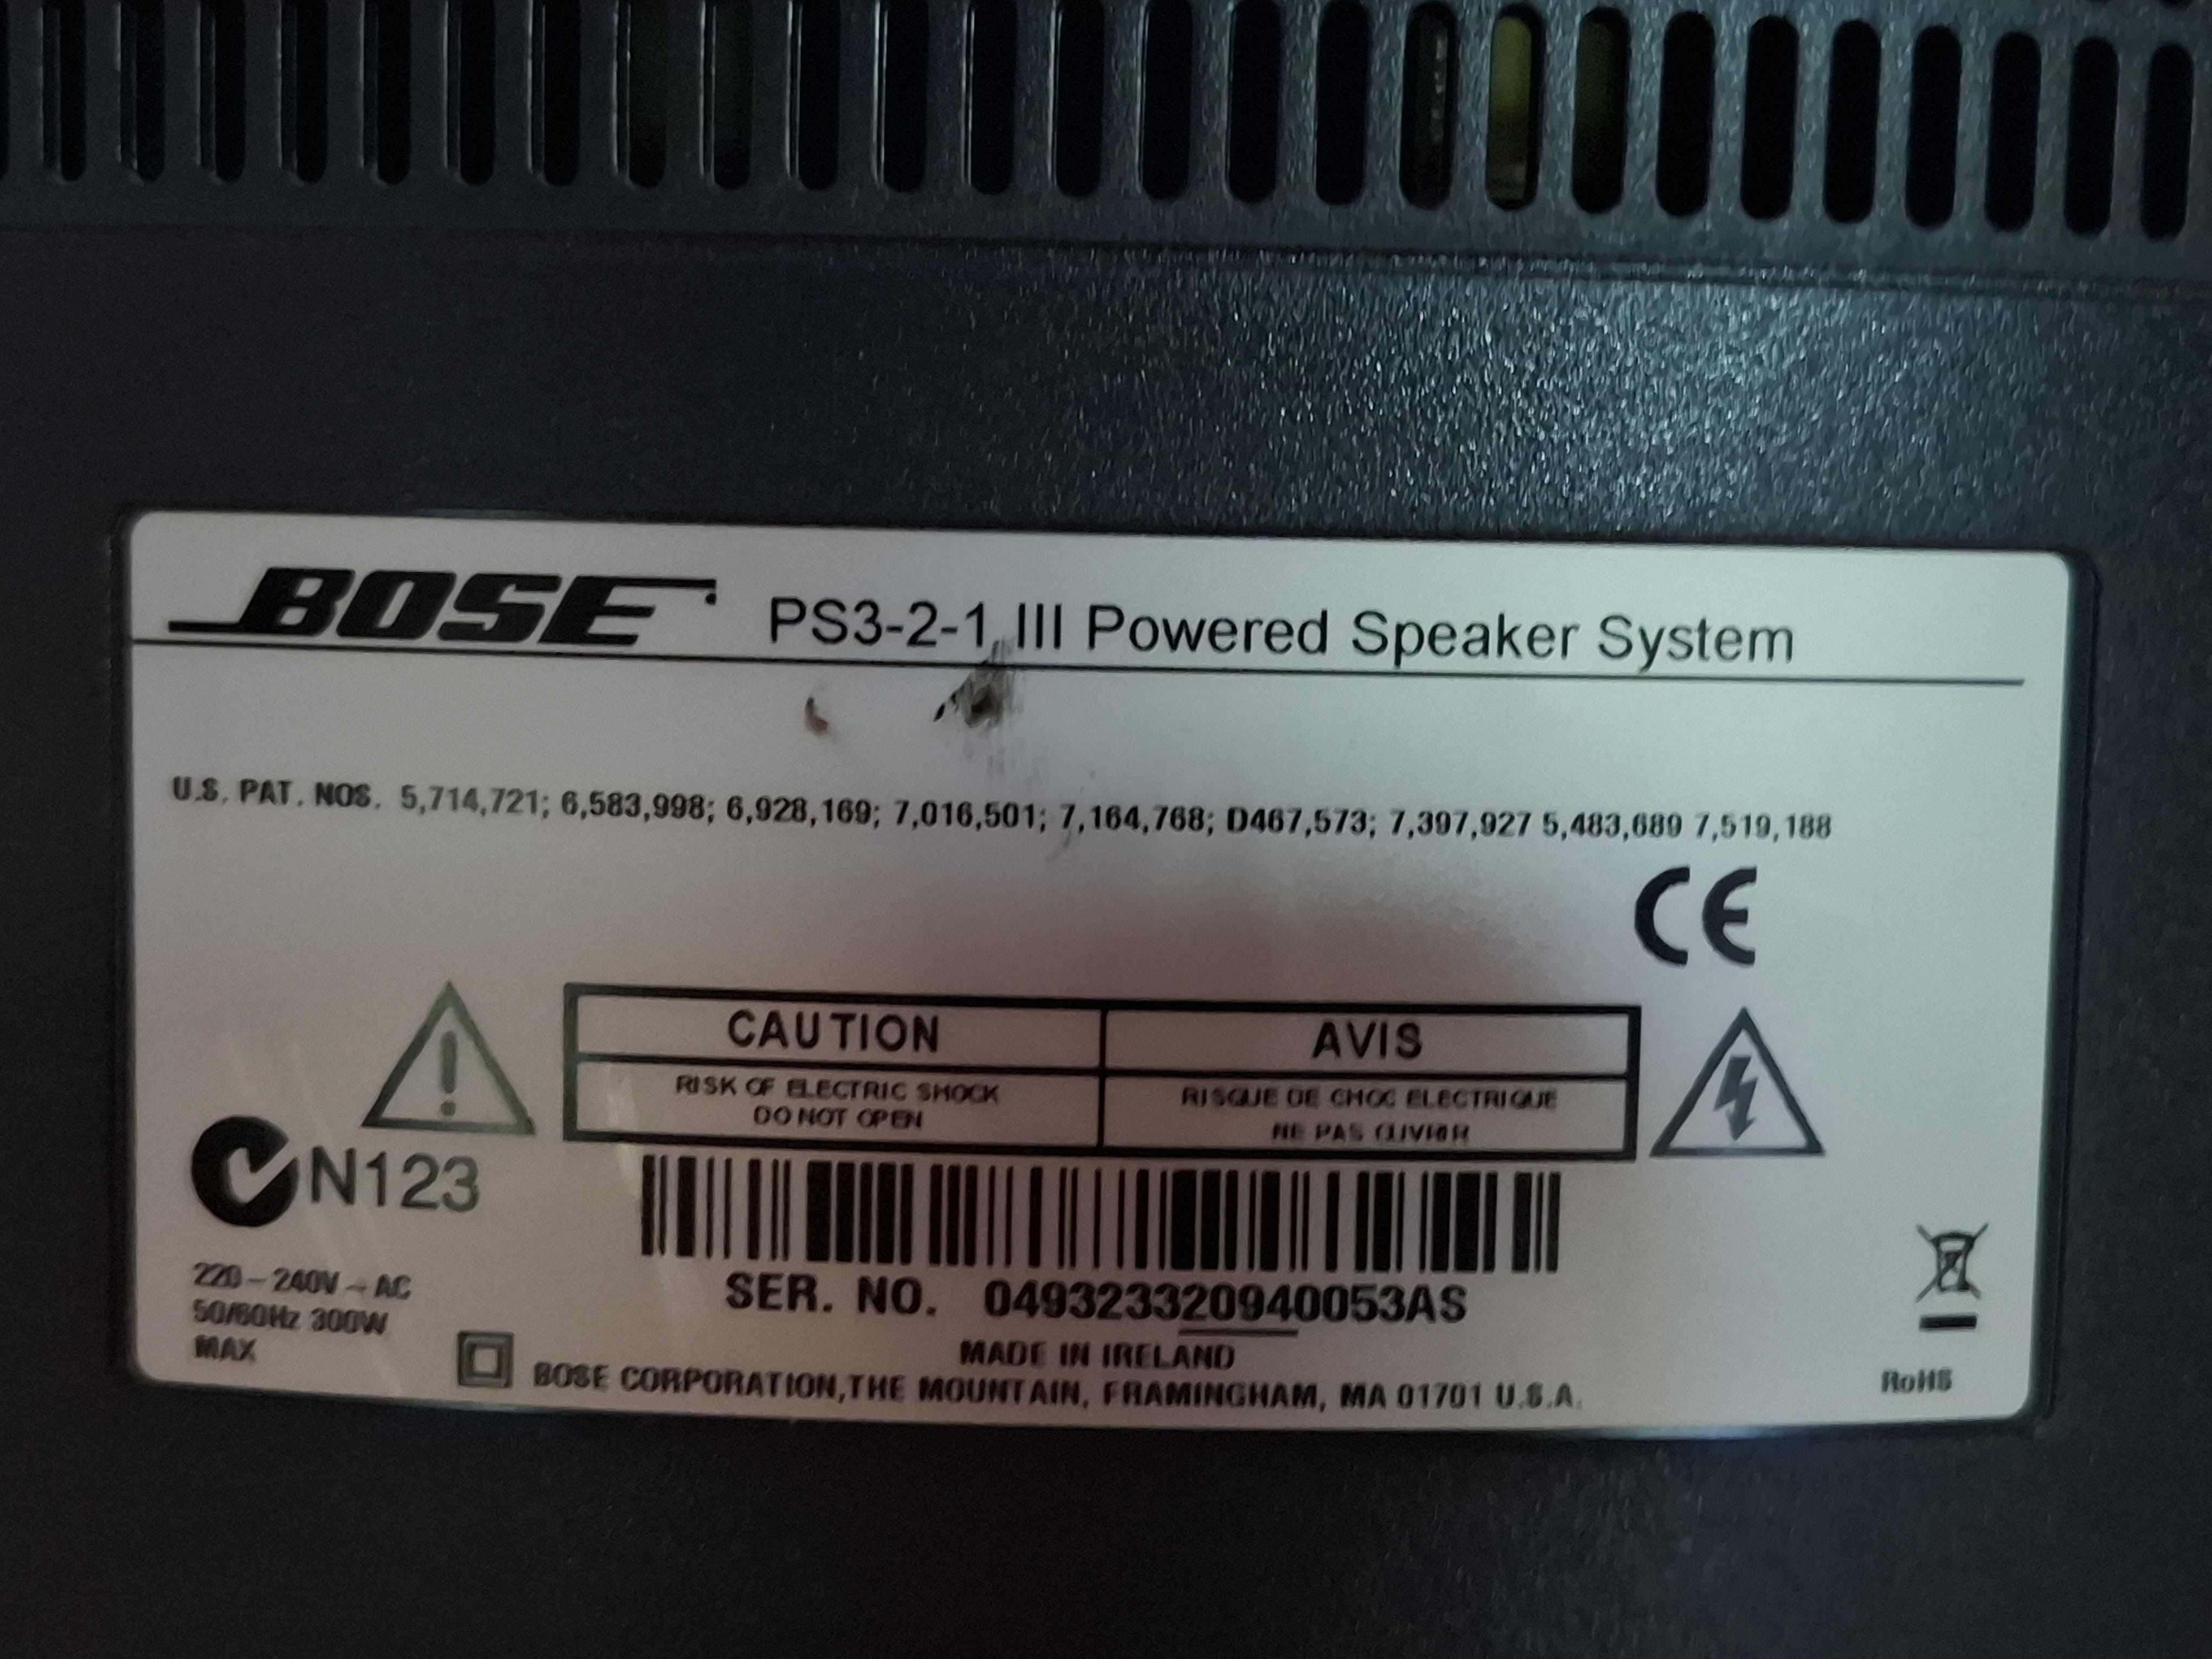 BOSE PS3-2-1 III Powered Speaker System
U.S. PAT. NOS. 5,714,721; 6,583,998; 6,928,169; 7,016,501; 7,164,768; D467,573; 7,397,927 5,483,689 7,519,188
CE
CAUTION
RISK OF ELECTRIC SHOCK
DO NOT OPEN
AVIS
RISQUE DE CHOC ELECTRIQUE
NE PAS OUVRIR
N123
220-240V ~ AC
50/60Hz 300W
MAX
SER. NO. 049323320940053AS
MADE IN IRELAND
BOSE CORPORATION, THE MOUNTAIN, FRAMINGHAM, MA 01701 U.S.A.
RoHS